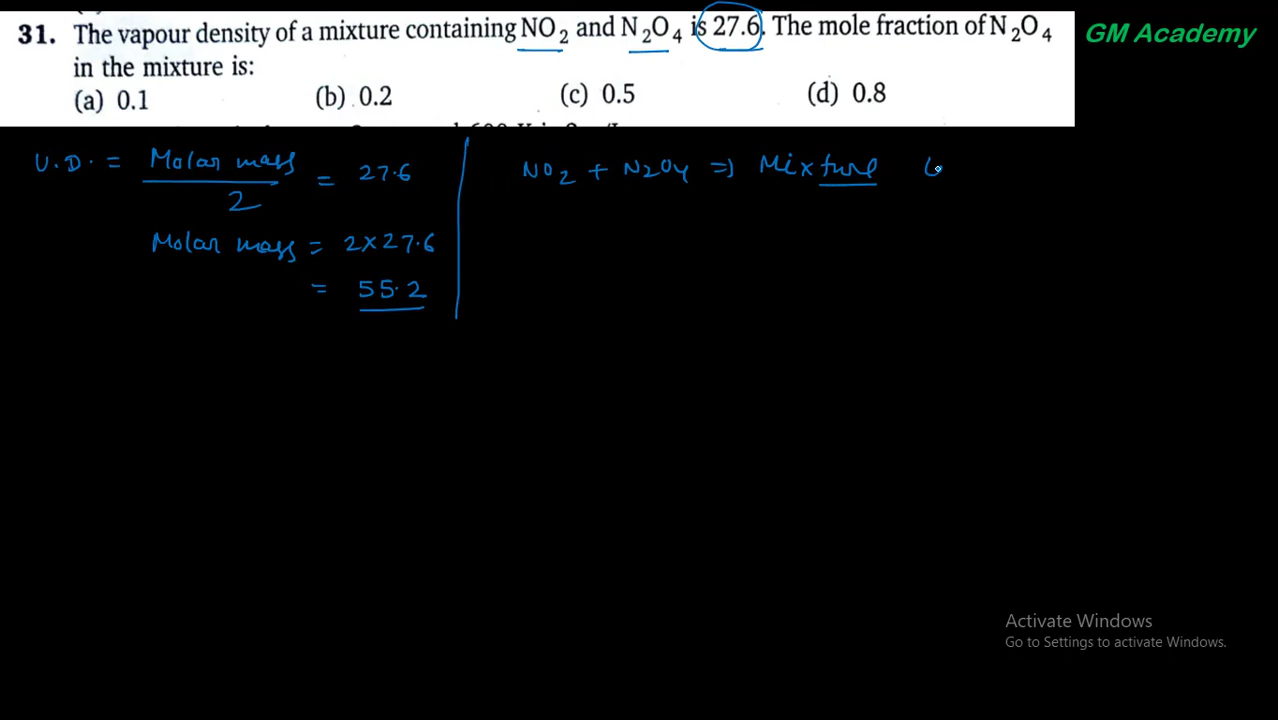 31. The vapour density of a mixture containing NO₂ and N₂O₄ is 27.6. The mole fraction of N₂O₄
in the mixture is:
(a) 0.1 (b) 0.2 (c) 0.5 (d) 0.8
GM Academy
V.D. = Molar mass / 2 = 27.6
Molar mass = 2×27.6
= 55.2
NO₂ + N₂O₄ ⇒ Mixture
Activate Windows
Go to Settings to activate Windows.